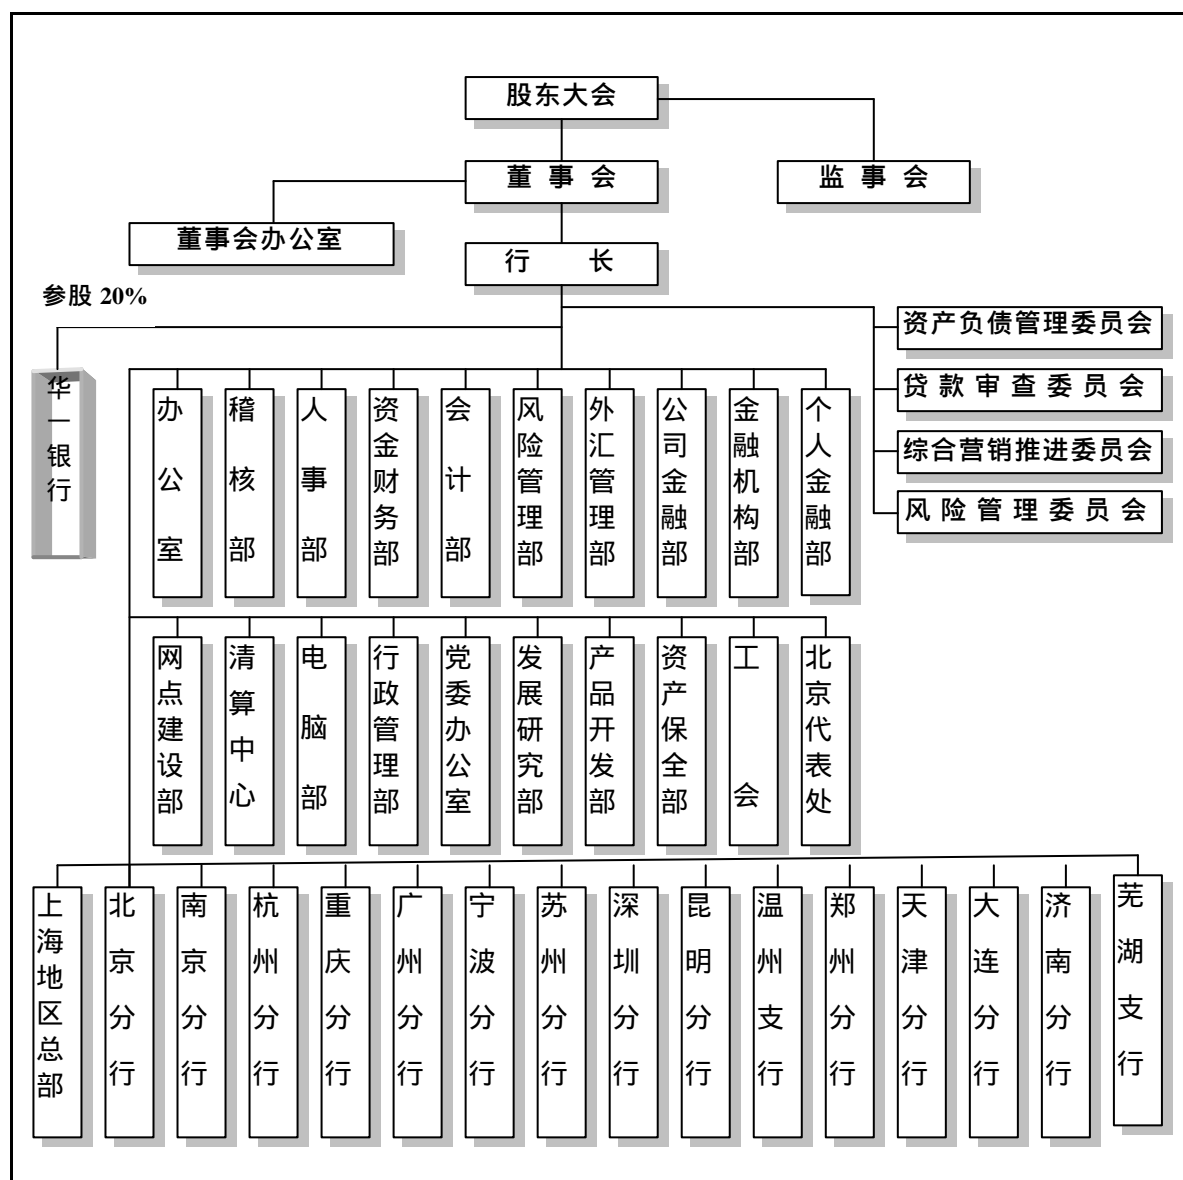 股东大会
董事会
监事会
董事会办公室
行长
参股 20%
资产负债管理委员会
贷款审查委员会
综合营销推进委员会
风险管理委员会
华一银行
办公室
稽核部
人事部
资金财务部
会计部
风险管理部
外汇管理部
公司金融部
金融机构部
个人金融部
网点建设部
清算中心
电脑部
行政管理部
党委办公室
发展研究部
产品开发部
资产保全部
工会
北京代表处
上海地区总部
北京分行
南京分行
杭州分行
重庆分行
广州分行
宁波分行
苏州分行
深圳分行
昆明分行
温州支行
郑州分行
天津分行
大连分行
济南分行
芜湖支行